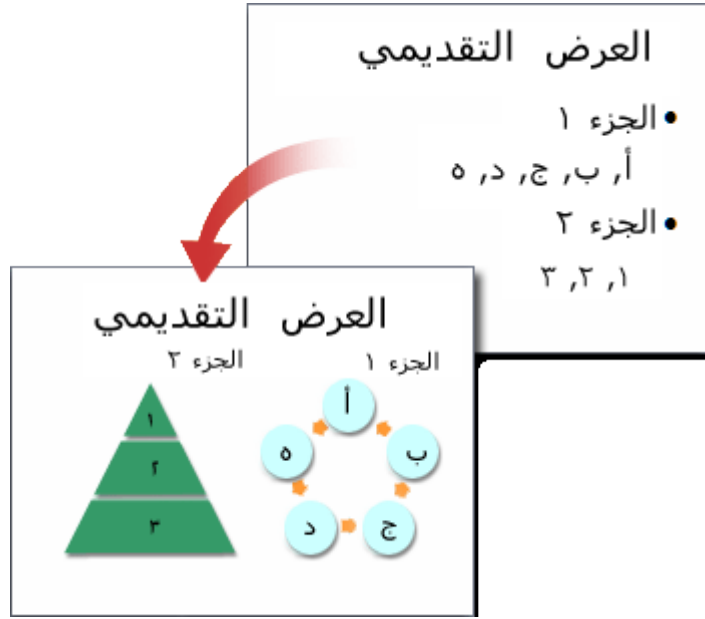 العرض التقديمي
• الجزء ١
أ, ب, ج, د, ه
• الجزء ٢
١, ٢, ٣
العرض التقديمي
الجزء ١
الجزء ٢
أ
ب
ج
د
ه
١
٢
٣